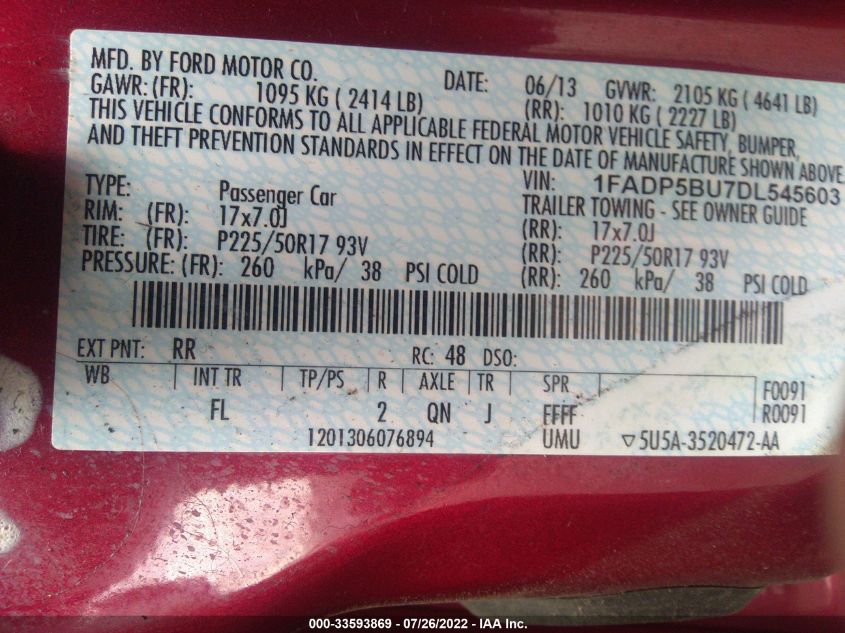 MFD. BY FORD MOTOR CO.
DATE: 06/13 GVWR: 2105 KG ( 4641 LB)
GAWR: (FR): 1095 KG ( 2414 LB) (RR): 1010 KG ( 2227 LB)
THIS VEHICLE CONFORMS TO ALL APPLICABLE FEDERAL MOTOR VEHICLE SAFETY, BUMPER,
AND THEFT PREVENTION STANDARDS IN EFFECT ON THE DATE OF MANUFACTURE SHOWN ABOVE
VIN: 1FADP5BU7DL545603
TYPE: Passenger Car TRAILER TOWING - SEE OWNER GUIDE
RIM: (FR): 17x7.0J (RR): 17x7.0J
TIRE: (FR): P225/50R17 93V (RR): P225/50R17 93V
PRESSURE: (FR): 260 kPa/ 38 PSI COLD (RR): 260 kPa/ 38 PSI COLD
EXT PNT: RR RC: 48 DSO:
WB INT TR TP/PS R AXLE TR SPR F0091
FL 2 QN J FFFF R0091
1201306076894 UMU ▽5U5A-3520472-AA
000-33593869 - 07/26/2022 - IAA Inc.